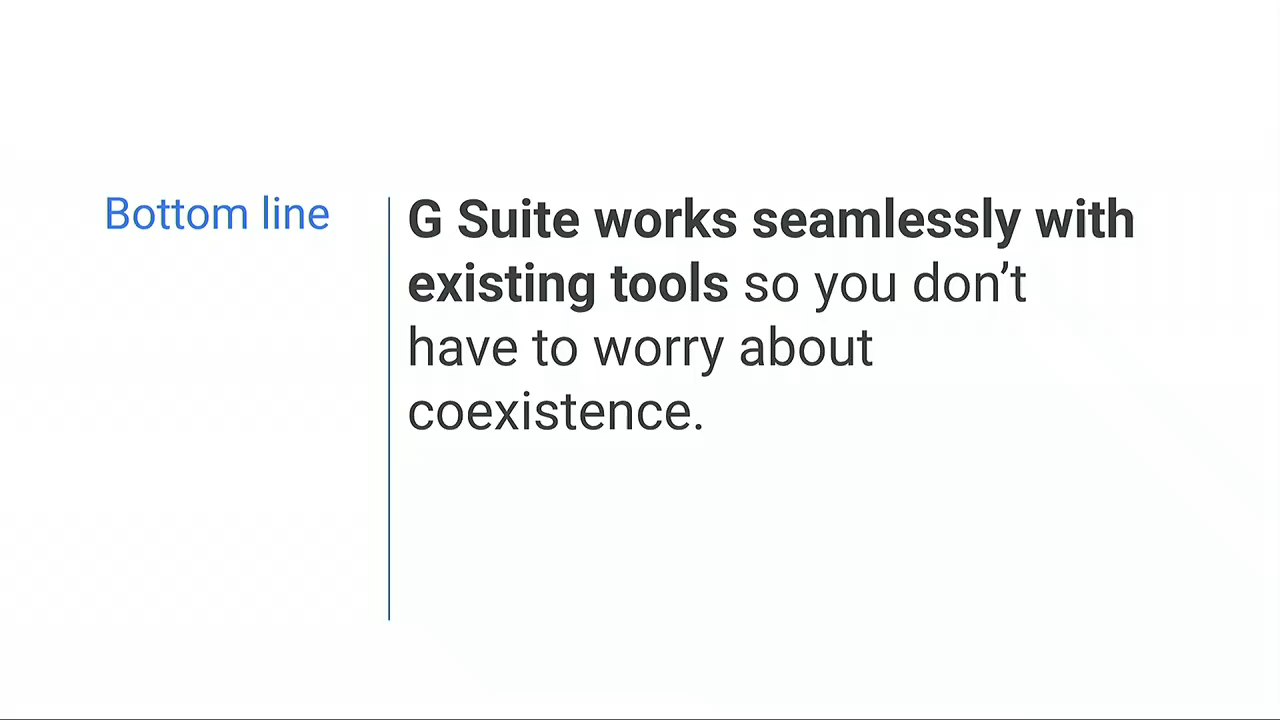 Bottom line
G Suite works seamlessly with
existing tools so you don’t
have to worry about
coexistence.